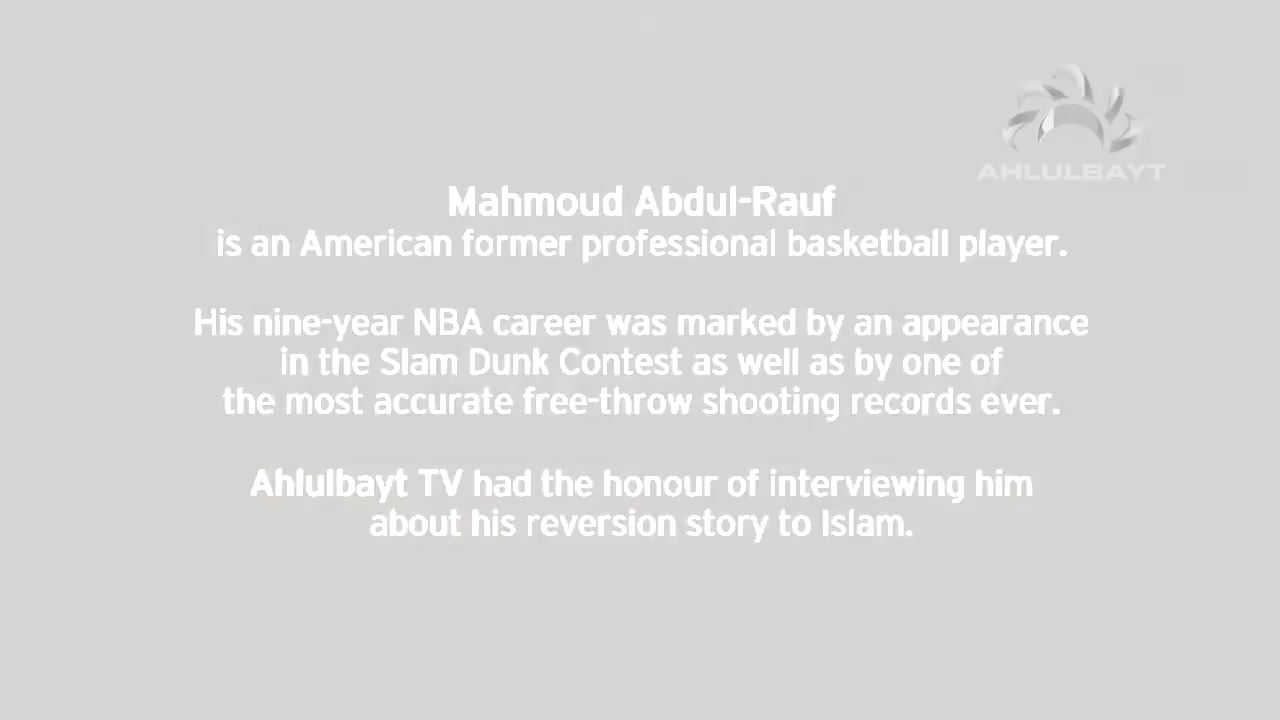 AHLULBAYT
Mahmoud Abdul-Rauf
is an American former professional basketball player.
His nine-year NBA career was marked by an appearance
in the Slam Dunk Contest as well as by one of
the most accurate free-throw shooting records ever.
Ahlulbayt TV had the honour of interviewing him
about his reversion story to Islam.